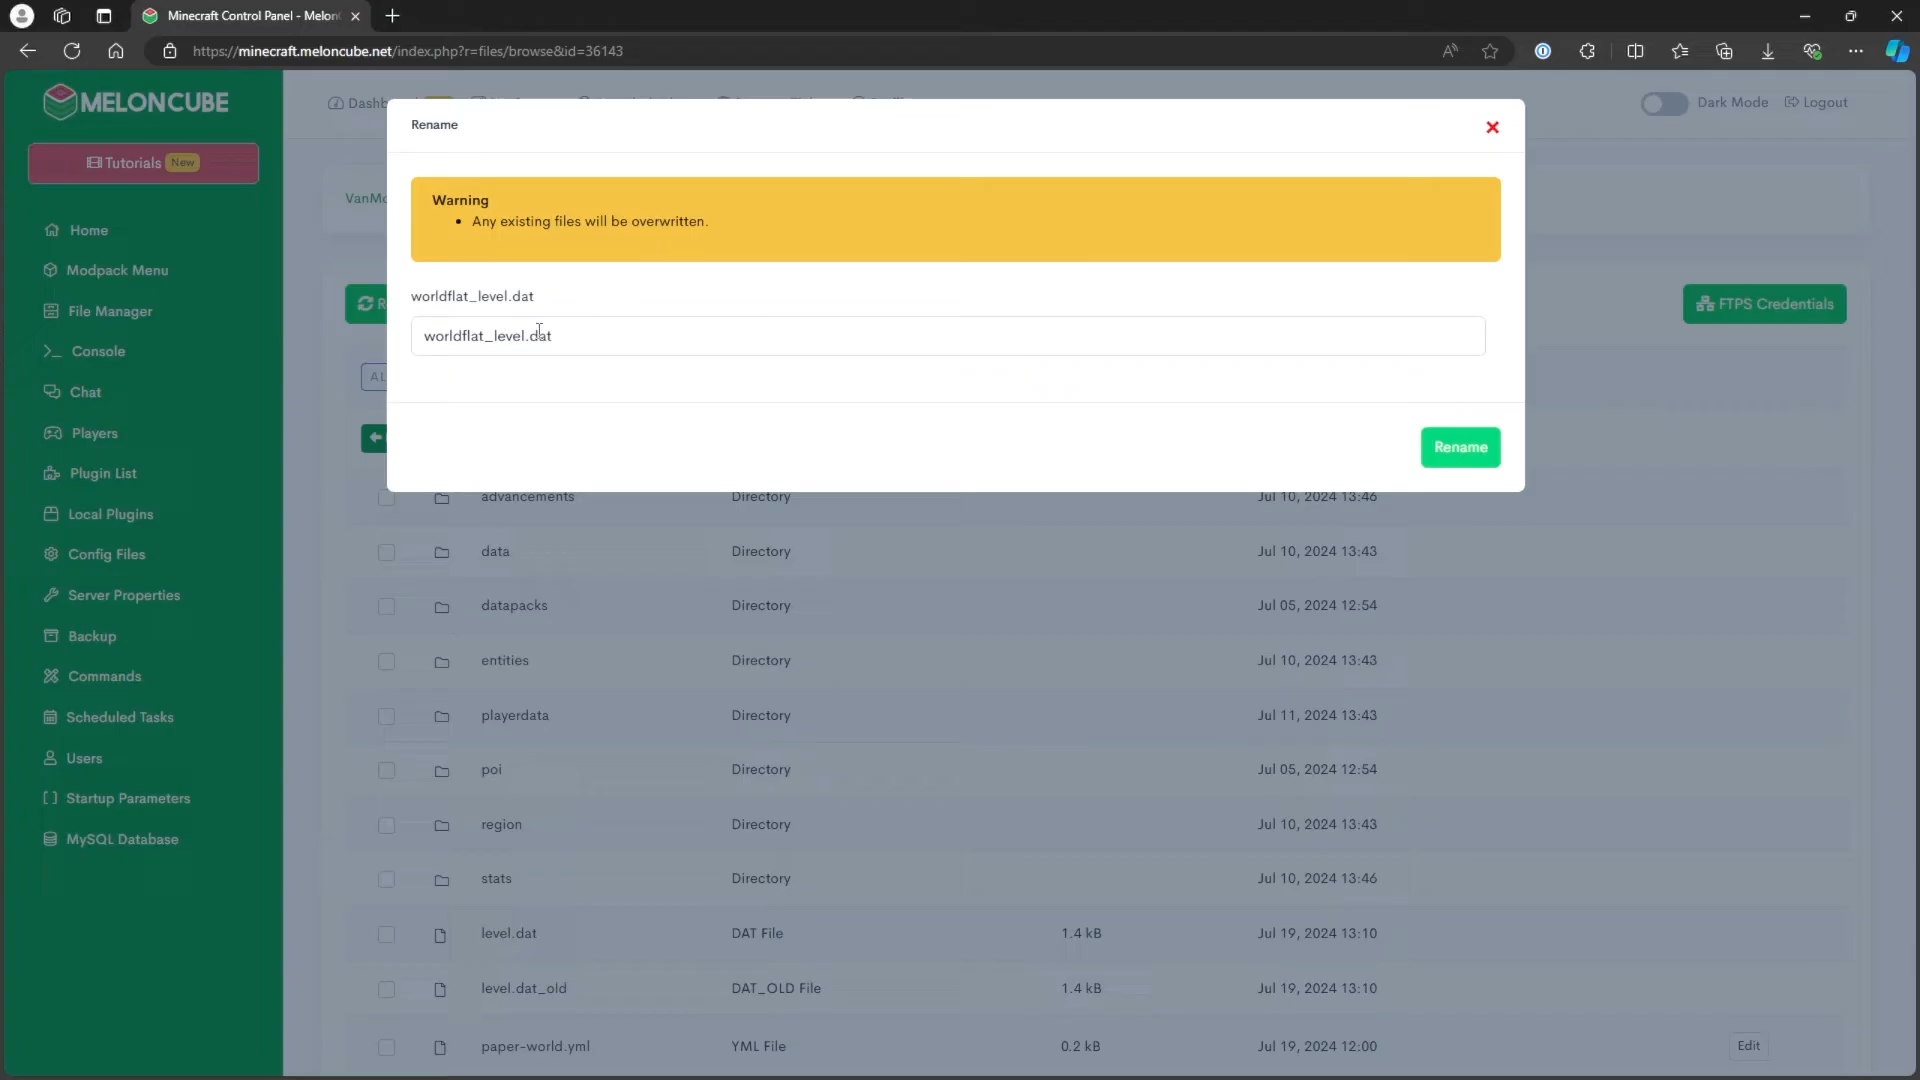 Minecraft Control Panel - Melon
https://minecraft.meloncube.net/index.php?r=files/browse&id=36143
MELONCUBE
Dashb
Dark Mode
Logout
Rename
Tutorials New
Warning
VanMo
• Any existing files will be overwritten.
Home
Modpack Menu
worldflat_level.dat
File Manager
FTPS Credentials
worldflat_level.dat
Console
AL
Chat
Players
Rename
Plugin List
advancements Directory Jul 10, 2024 13:46
Local Plugins
Config Files
data Directory Jul 10, 2024 13:43
Server Properties
datapacks Directory Jul 05, 2024 12:54
Backup
entities Directory Jul 10, 2024 13:43
Commands
Scheduled Tasks
playerdata Directory Jul 11, 2024 13:43
Users
poi Directory Jul 05, 2024 12:54
Startup Parameters
region Directory Jul 10, 2024 13:43
MySQL Database
stats Directory Jul 10, 2024 13:46
level.dat DAT File 1.4 kB Jul 19, 2024 13:10
level.dat_old DAT_OLD File 1.4 kB Jul 19, 2024 13:10
paper-world.yml YML File 0.2 kB Jul 19, 2024 12:00 Edit